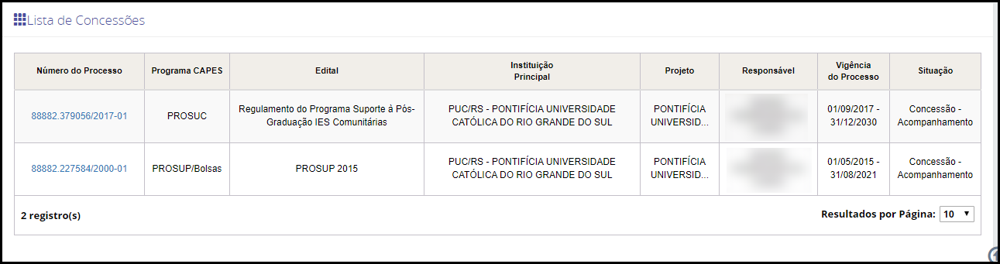 Lista de Concessões
Número do Processo Programa CAPES Edital Instituição Principal Projeto Responsável Vigência do Processo Situação
88882.379056/2017-01 PROSUC Regulamento do Programa Suporte à Pós-Graduação IES Comunitárias PUC/RS - PONTIFÍCIA UNIVERSIDADE CATÓLICA DO RIO GRANDE DO SUL PONTIFÍCIA UNIVERSID... 01/09/2017 - 31/12/2030 Concessão - Acompanhamento
88882.227584/2000-01 PROSUP/Bolsas PROSUP 2015 PUC/RS - PONTIFÍCIA UNIVERSIDADE CATÓLICA DO RIO GRANDE DO SUL PONTIFÍCIA UNIVERSID... 01/05/2015 - 31/08/2021 Concessão - Acompanhamento
2 registro(s) Resultados por Página: 10